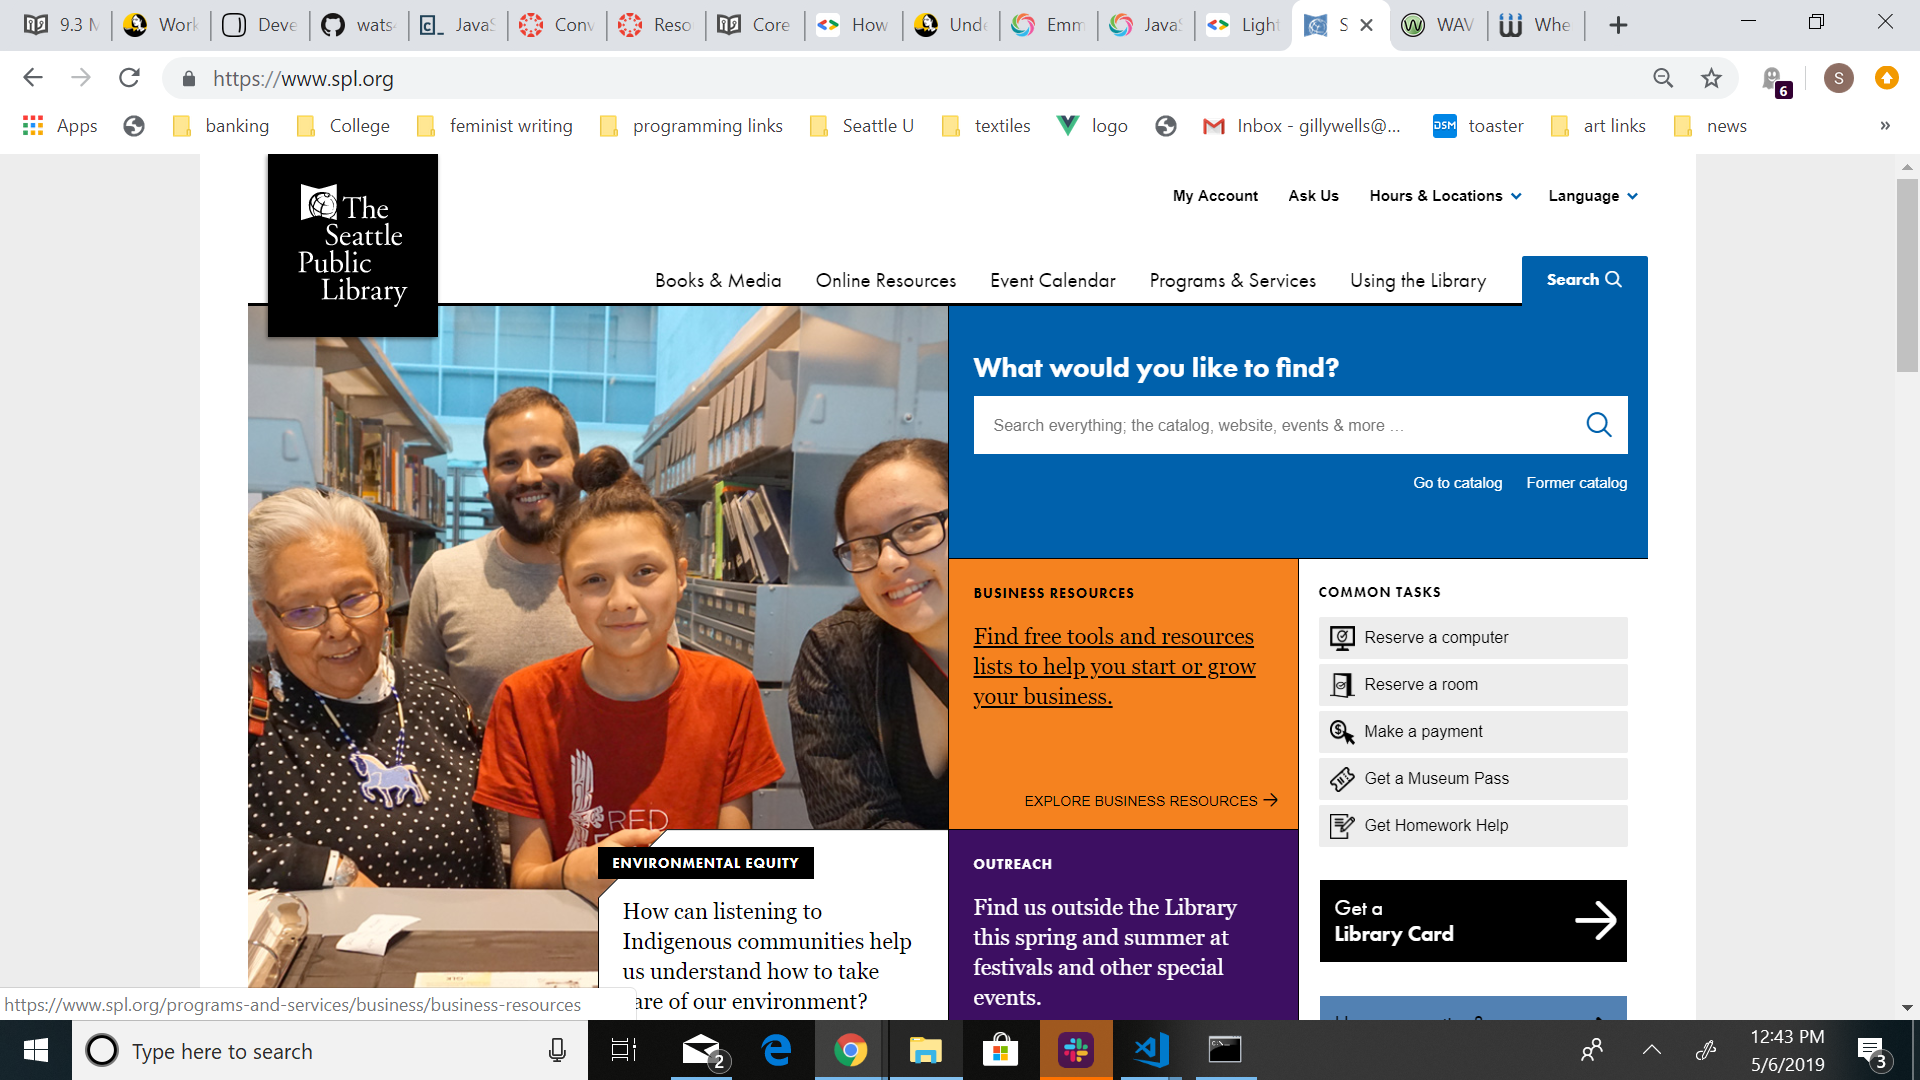 9.3 M
Work
Deve
wats
JavaS
Conv
Reso
Core
How
Unde
Emm
JavaS
Light
S
WAV
Whe
https://www.spl.org
6
S
Apps
banking
College
feminist writing
programming links
Seattle U
textiles
logo
Inbox - gillywells@...
DSM
toaster
art links
news
»
The
Seattle
Public
Library
My Account
Ask Us
Hours & Locations
Language
Books & Media
Online Resources
Event Calendar
Programs & Services
Using the Library
Search
What would you like to find?
Search everything; the catalog, website, events & more ...
Go to catalog
Former catalog
BUSINESS RESOURCES
Find free tools and resources
lists to help you start or grow
your business.
EXPLORE BUSINESS RESOURCES
COMMON TASKS
Reserve a computer
Reserve a room
Make a payment
Get a Museum Pass
Get Homework Help
Get a
Library Card
RED
ENVIRONMENTAL EQUITY
How can listening to
Indigenous communities help
us understand how to take
are of our environment?
OUTREACH
Find us outside the Library
this spring and summer at
festivals and other special
events.
https://www.spl.org/programs-and-services/business/business-resources
Type here to search
2
12:43 PM
5/6/2019
3